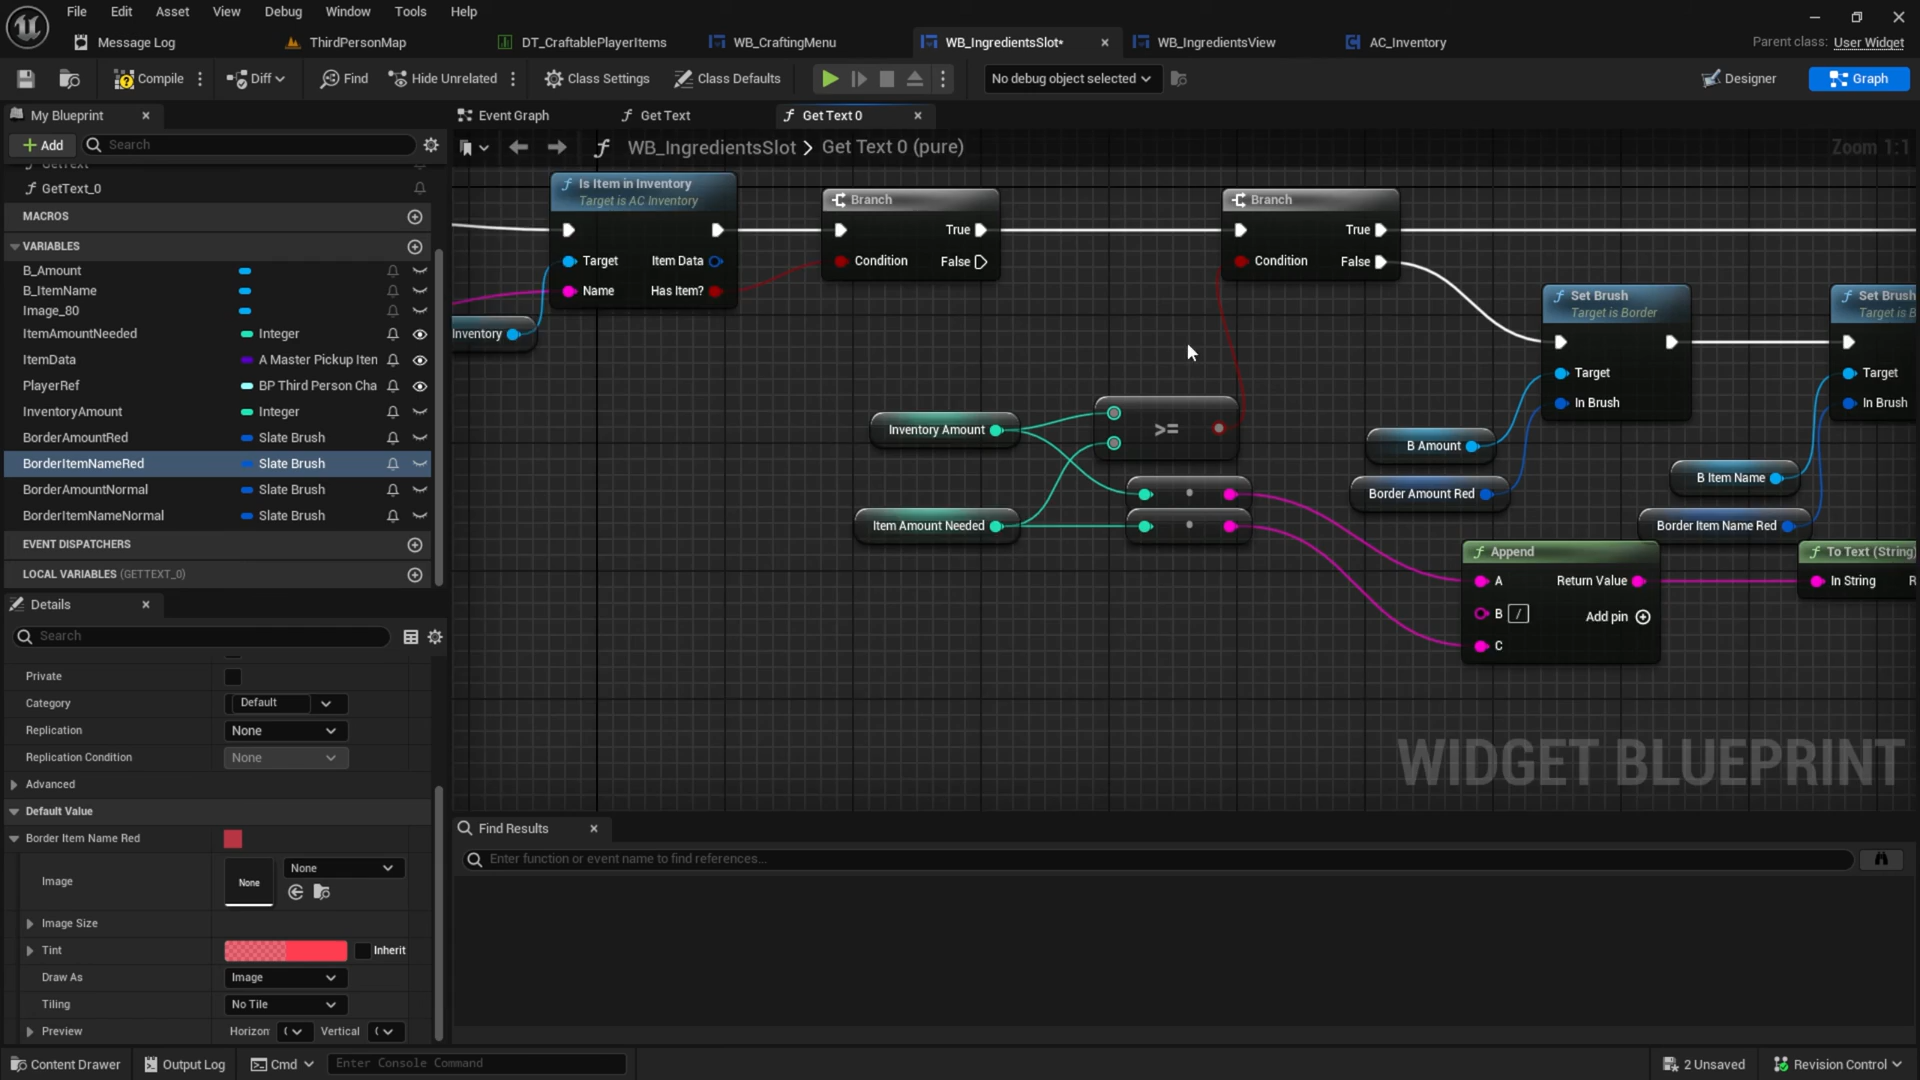 File Edit Asset View Debug Window Tools Help
Message Log ThirdPersonMap DT_CraftablePlayerItems WB_CraftingMenu WB_IngredientsSlot* WB_IngredientsView AC_Inventory Parent class: User Widget
Compile Diff Find Hide Unrelated Class Settings Class Defaults No debug object selected Designer Graph
My Blueprint
Add Search
GetText
GetText_0
MACROS
VARIABLES
B_Amount
B_ItemName
Image_80
ItemAmountNeeded Integer
ItemData A Master Pickup Item
PlayerRef BP Third Person Cha
InventoryAmount Integer
BorderAmountRed Slate Brush
BorderItemNameRed Slate Brush
BorderAmountNormal Slate Brush
BorderItemNameNormal Slate Brush
EVENT DISPATCHERS
LOCAL VARIABLES (GETTEXT_0)
Details
Search
Private
Category Default
Replication None
Replication Condition None
Advanced
Default Value
Border Item Name Red
Image None None
Image Size
Tint Inherit
Draw As Image
Tiling No Tile
Preview Horizon ( Vertical (
Event Graph Get Text Get Text 0
WB_IngredientsSlot > Get Text 0 (pure) Zoom 1:1
Is Item in Inventory
Target is AC Inventory
Target Item Data
Name Has Item?
Inventory
Branch
True
Condition False
Branch
True
Condition False
Set Brush
Target is Border
Target
In Brush
Set Brush
Target is B
Target
In Brush
Inventory Amount
>=
Item Amount Needed
B Amount
Border Amount Red
B Item Name
Border Item Name Red
Append
A Return Value
B / Add pin
C
To Text (String)
In String R
WIDGET BLUEPRINT
Find Results
Enter function or event name to find references...
Content Drawer Output Log Cmd Enter Console Command 2 Unsaved Revision Control